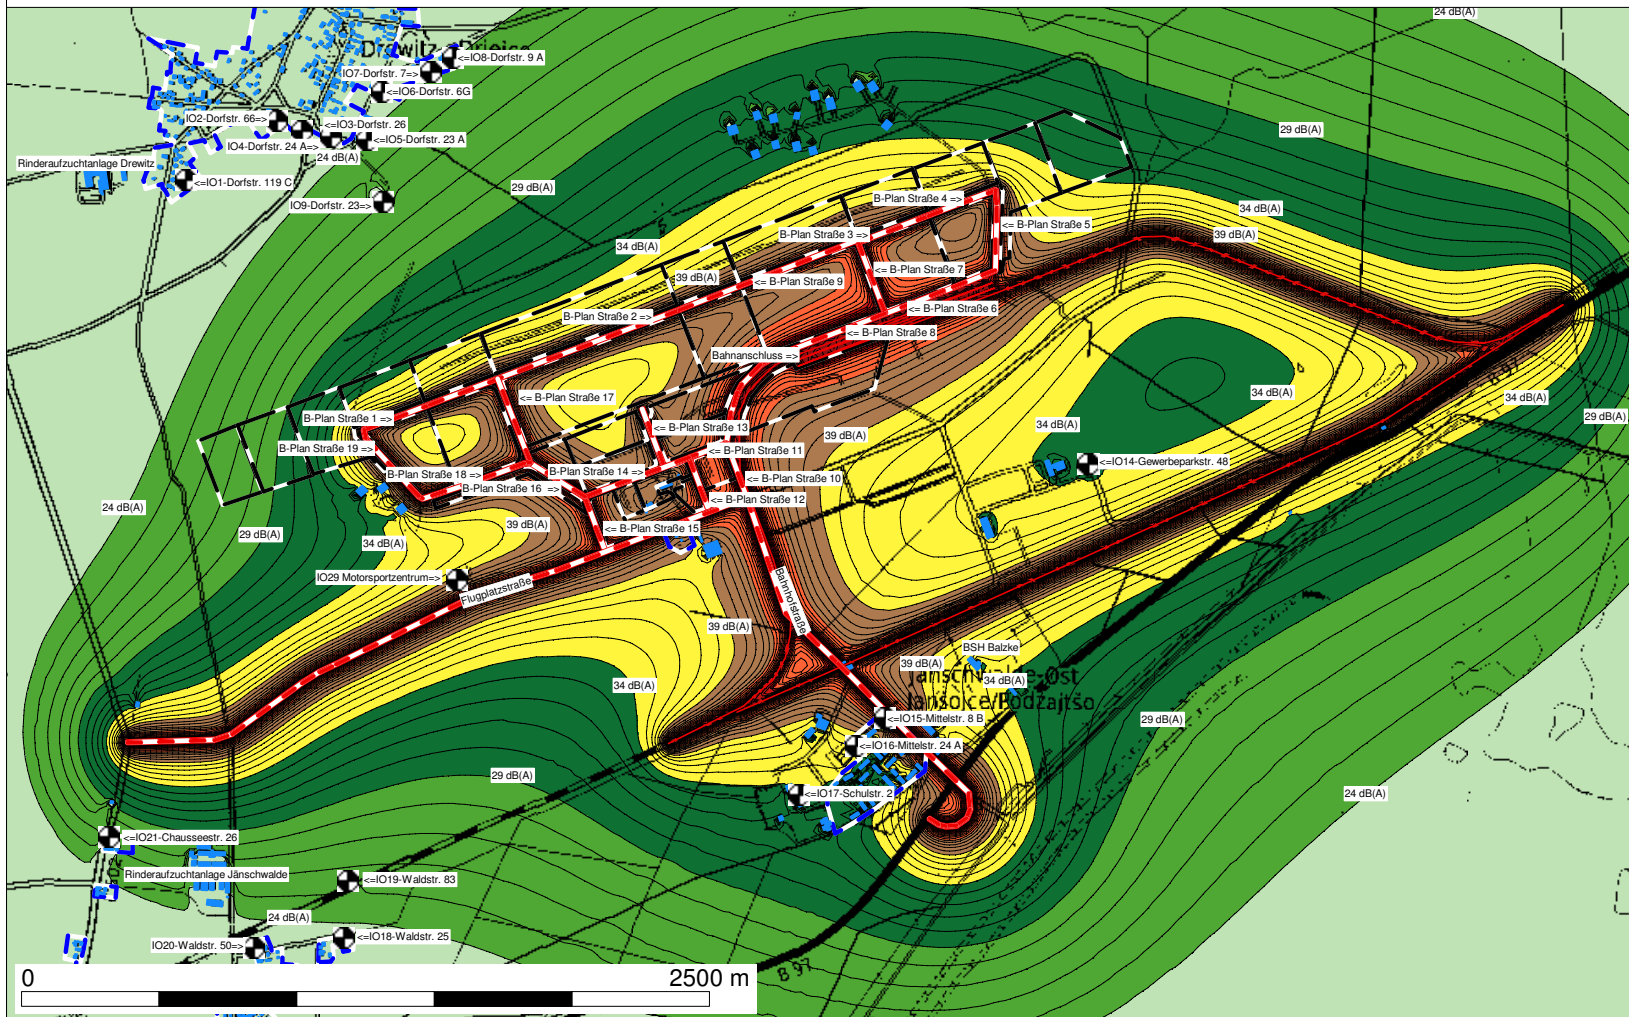 24 dB(A)
Drewitz
IO8-Dorfstr. 9 A
<=IO8-Dorfstr. 9 A
IO7-Dorfstr. 7=>
<=IO6-Dorfstr. 6G
IO2-Dorfstr. 66=>
<=IO3-Dorfstr. 26
29 dB(A)
IO4-Dorfstr. 24 A=>
<=IO5-Dorfstr. 23 A
24 dB(A)
Rinderaufzuchtanlage Drewitz
<=IO1-Dorfstr. 119 C
29 dB(A)
IO9-Dorfstr. 23=>
B-Plan Straße 4 =>
34 dB(A)
<= B-Plan Straße 5
B-Plan Straße 3 =>
39 dB(A)
34 dB(A)
39 dB(A)
<= B-Plan Straße 7
<= B-Plan Straße 9
<= B-Plan Straße 6
B-Plan Straße 2 =>
<= B-Plan Straße 8
Bahnanschluss =>
B 97
34 dB(A)
34 dB(A)
<= B-Plan Straße 17
29 dB(A)
B-Plan Straße 1 =>
34 dB(A)
<= B-Plan Straße 13
39 dB(A)
B-Plan Straße 19 =>
<= B-Plan Straße 11
<=IO14-Gewerbeparkstr. 48
B-Plan Straße 18 =>
B-Plan Straße 14 =>
<= B-Plan Straße 10
B-Plan Straße 16 =>
<= B-Plan Straße 12
24 dB(A)
39 dB(A)
<= B-Plan Straße 15
29 dB(A)
34 dB(A)
IO29 Motorsportzentrum=>
Flugplatzstraße
Bahnhofstraße
39 dB(A)
BSH Balzke
39 dB(A)
34 dB(A)
34 dB(A)
<=IO15-Mittelstr. 8 B
29 dB(A)
<=IO16-Mittelstr. 24 A
29 dB(A)
<=IO17-Schulstr. 2
24 dB(A)
<=IO21-Chausseestr. 26
Rinderaufzuchtanlage Jänschwalde
<=IO19-Waldstr. 83
24 dB(A)
<=IO18-Waldstr. 25
IO20-Waldstr. 50=>
B 97
0
2500 m